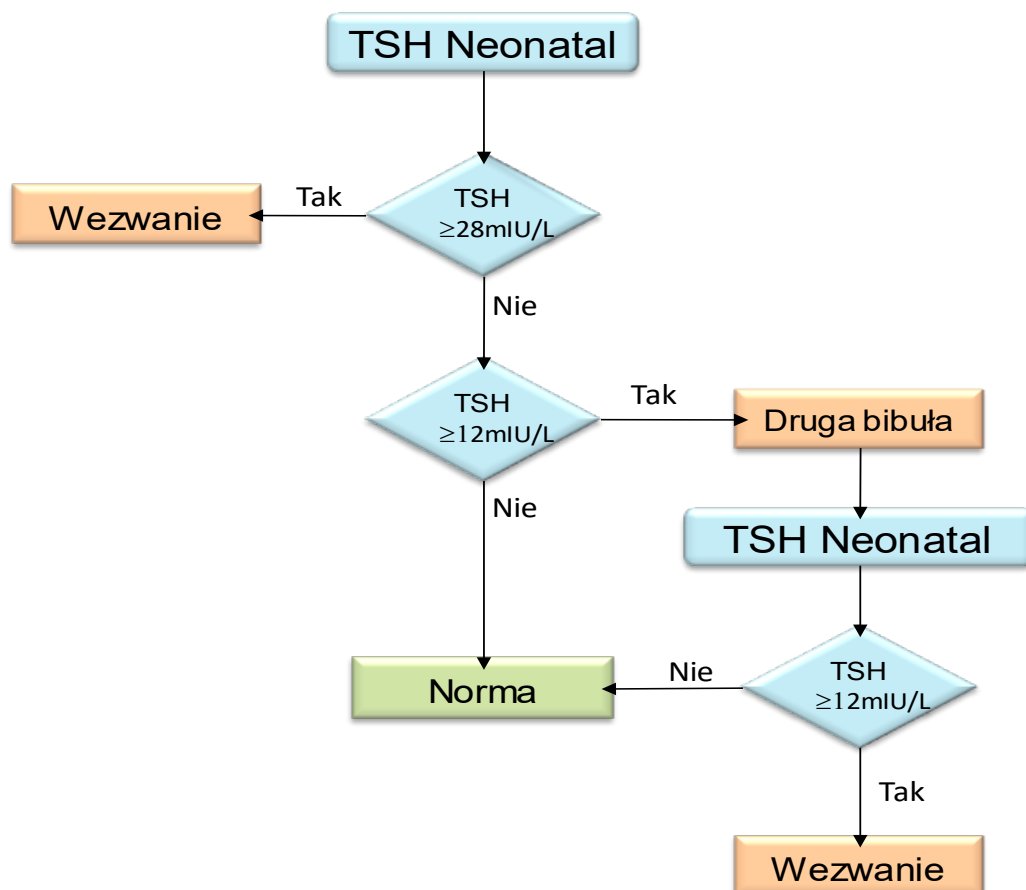 TSH Neonatal
TSH
≥28mIU/L
Tak
Wezwanie
Nie
TSH
≥12mIU/L
Tak
Druga bibuła
Nie
TSH Neonatal
TSH
≥12mIU/L
Nie
Norma
Tak
Wezwanie